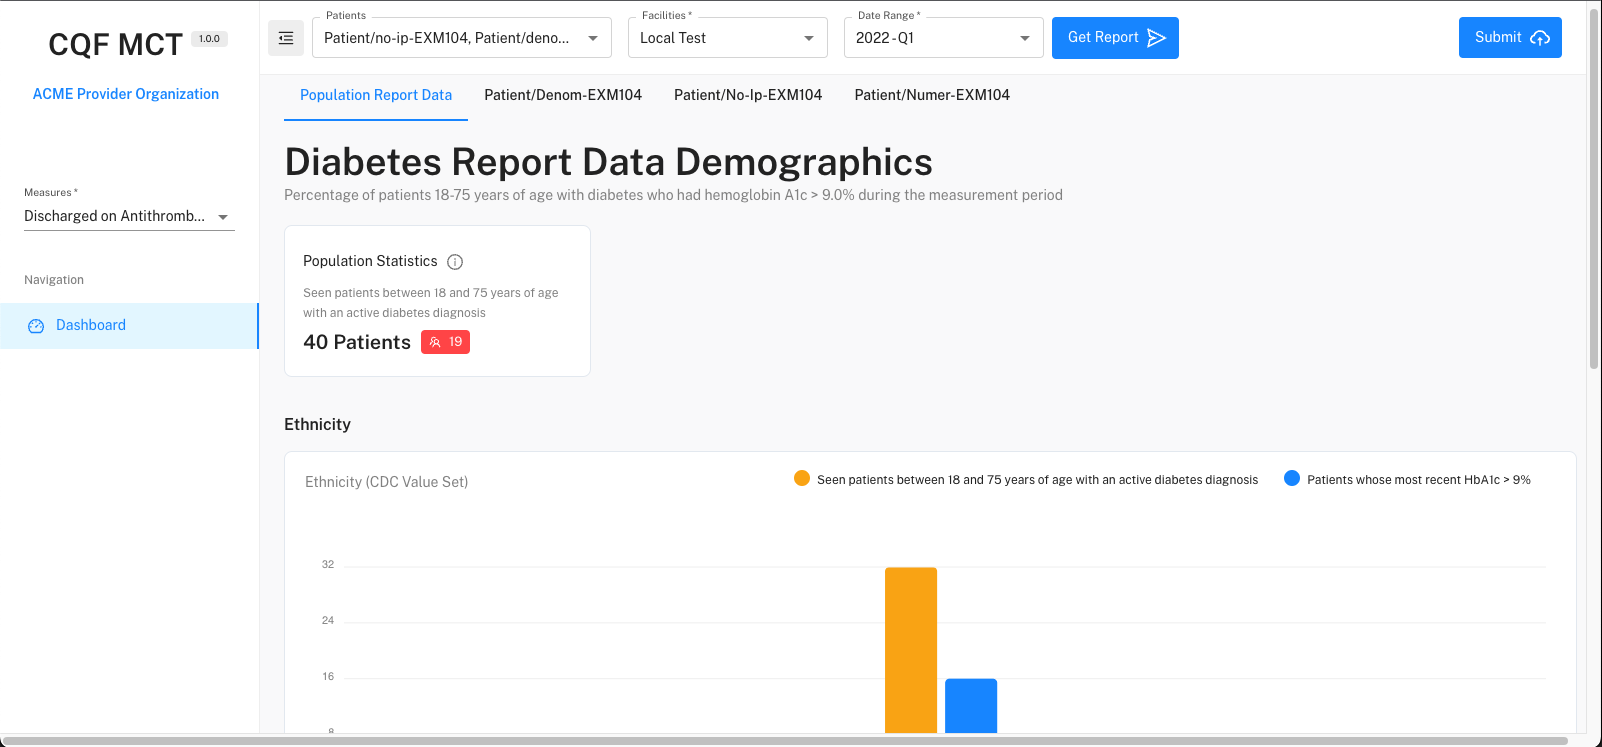 CQF MCT 1.0.0
ACME Provider Organization
Measures *
Discharged on Antithromb...
Navigation
Dashboard
Patients
Patient/no-ip-EXM104, Patient/deno...
Facilities *
Local Test
Date Range *
2022-Q1
Get Report
Submit
Population Report Data
Patient/Denom-EXM104
Patient/No-Ip-EXM104
Patient/Numer-EXM104
Diabetes Report Data Demographics
Percentage of patients 18-75 years of age with diabetes who had hemoglobin A1c > 9.0% during the measurement period
Population Statistics
Seen patients between 18 and 75 years of age
with an active diabetes diagnosis
40 Patients 19
Ethnicity
Ethnicity (CDC Value Set)
Seen patients between 18 and 75 years of age with an active diabetes diagnosis
Patients whose most recent HbA1c > 9%
32
24
16
8